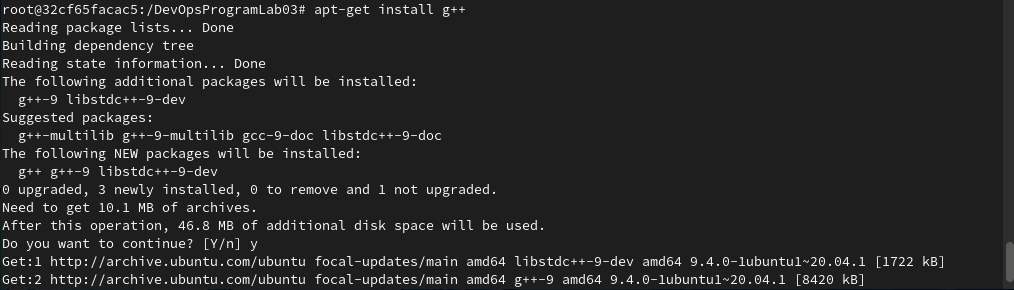 root@32cf65facac5:/DevOpsProgramLab03# apt-get install g++
Reading package lists... Done
Building dependency tree
Reading state information... Done
The following additional packages will be installed:
  g++-9 libstdc++-9-dev
Suggested packages:
  g++-multilib g++-9-multilib gcc-9-doc libstdc++-9-doc
The following NEW packages will be installed:
  g++ g++-9 libstdc++-9-dev
0 upgraded, 3 newly installed, 0 to remove and 1 not upgraded.
Need to get 10.1 MB of archives.
After this operation, 46.8 MB of additional disk space will be used.
Do you want to continue? [Y/n] y
Get:1 http://archive.ubuntu.com/ubuntu focal-updates/main amd64 libstdc++-9-dev amd64 9.4.0-1ubuntu1~20.04.1 [1722 kB]
Get:2 http://archive.ubuntu.com/ubuntu focal-updates/main amd64 g++-9 amd64 9.4.0-1ubuntu1~20.04.1 [8420 kB]